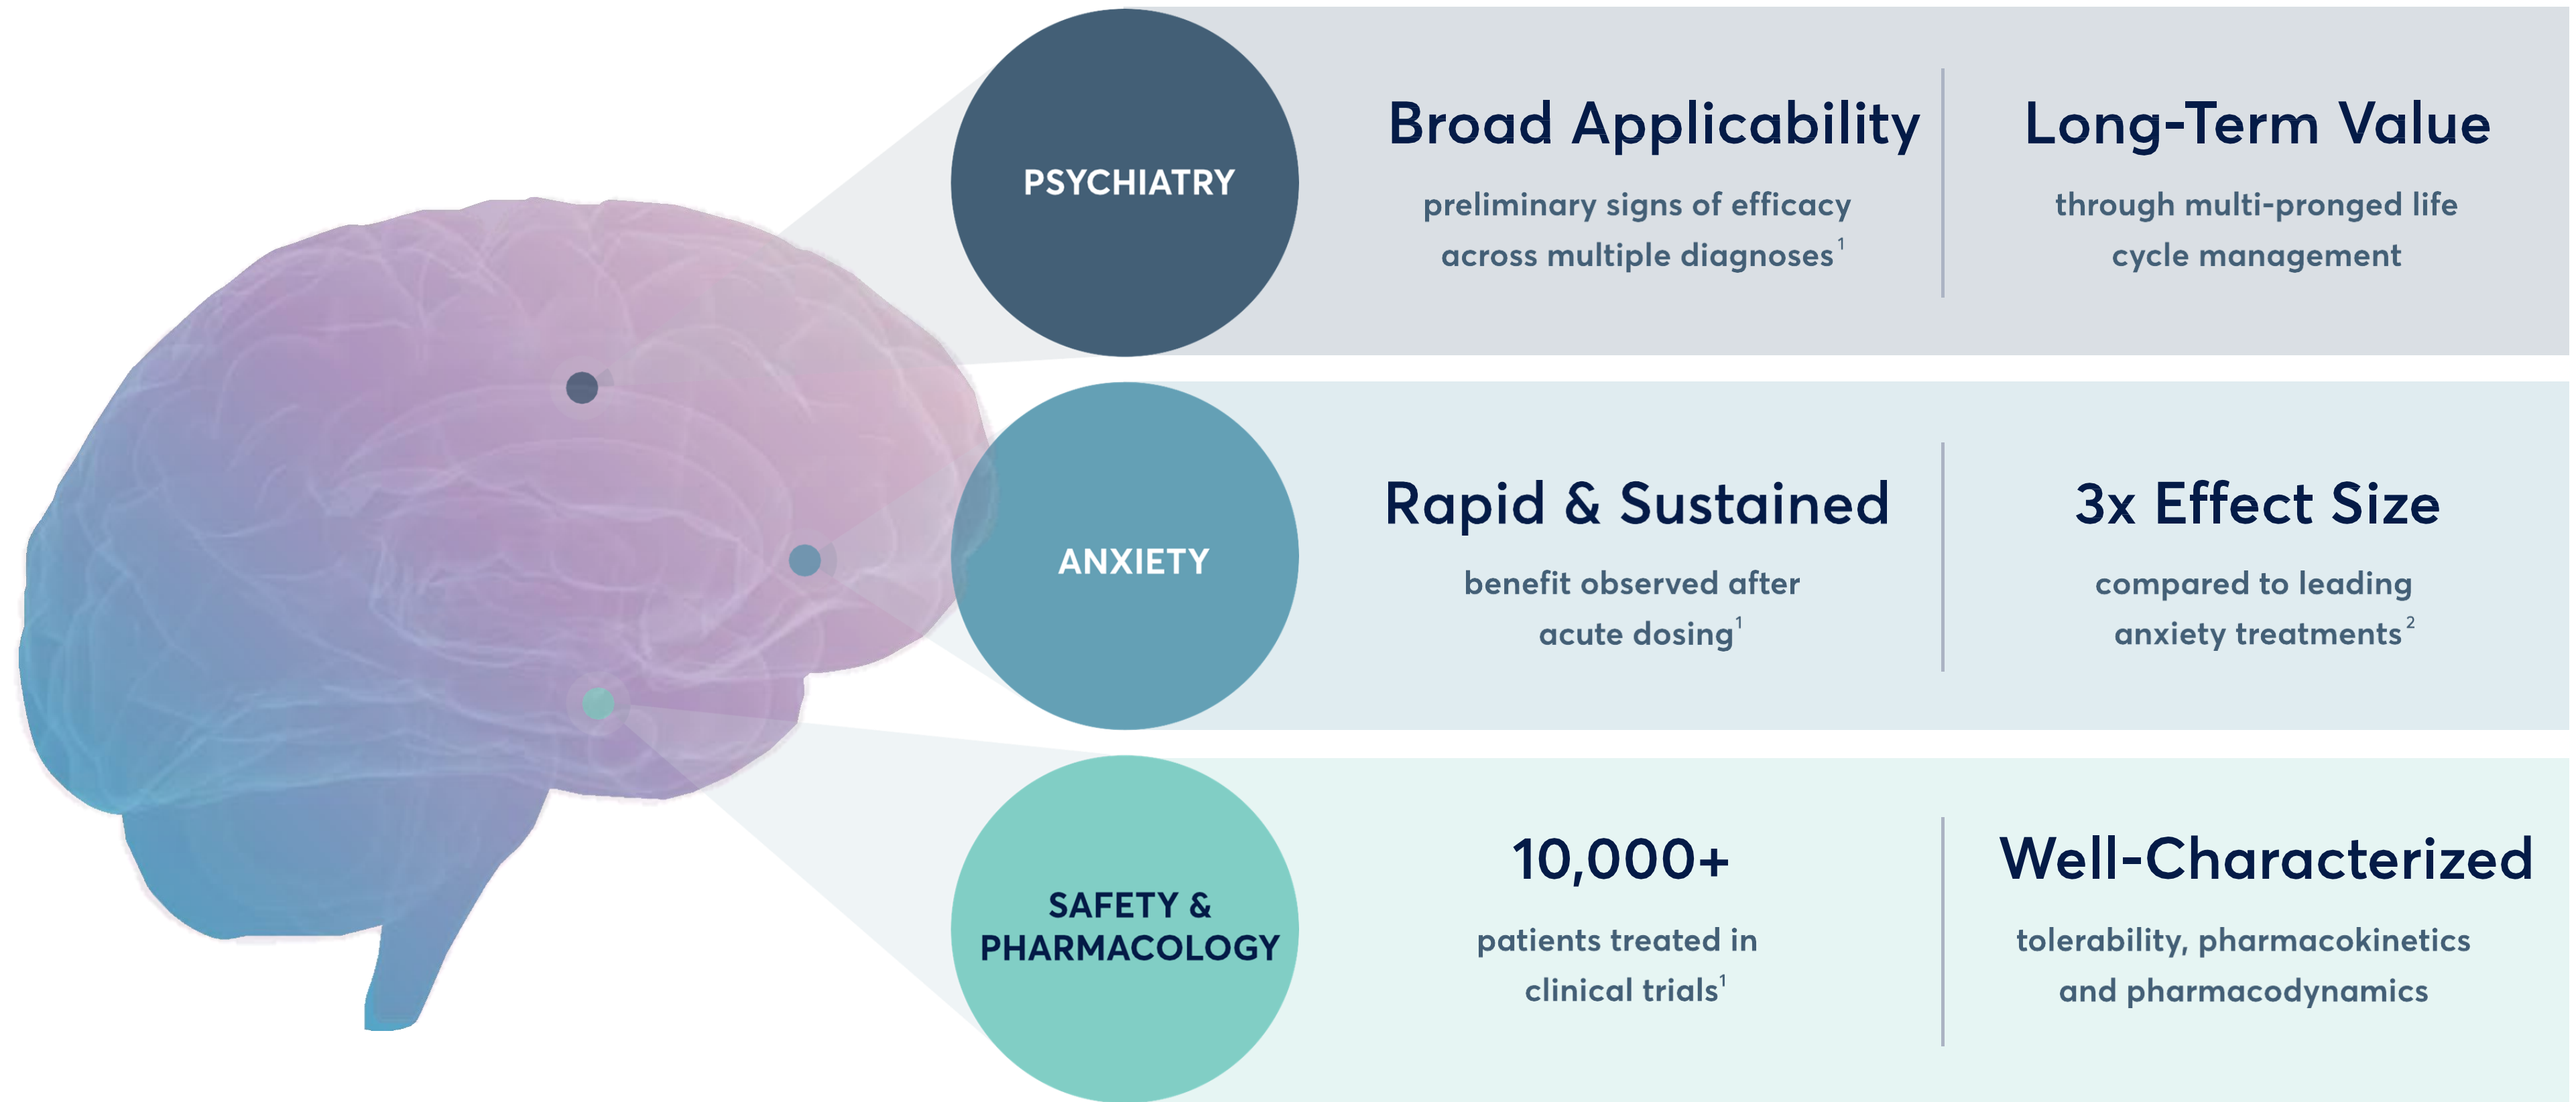 PSYCHIATRY
Broad Applicability
preliminary signs of efficacy
across multiple diagnoses¹
Long-Term Value
through multi-pronged life
cycle management
ANXIETY
Rapid & Sustained
benefit observed after
acute dosing¹
3x Effect Size
compared to leading
anxiety treatments²
SAFETY &
PHARMACOLOGY
10,000+
patients treated in
clinical trials¹
Well-Characterized
tolerability, pharmacokinetics
and pharmacodynamics